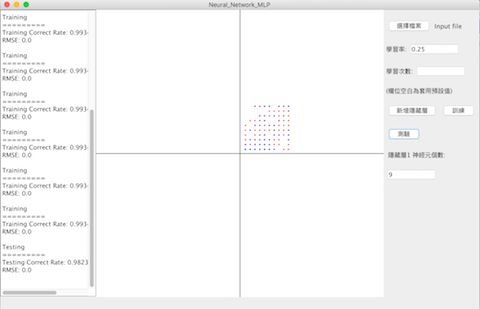 Neural_Network_MLP
Training
=========
Training Correct Rate: 0.993
RMSE: 0.0
Training
=========
Training Correct Rate: 0.993
RMSE: 0.0
Training
=========
Training Correct Rate: 0.993
RMSE: 0.0
Training
=========
Training Correct Rate: 0.993
RMSE: 0.0
Training
=========
Training Correct Rate: 0.993
RMSE: 0.0
Training
=========
Training Correct Rate: 0.993
RMSE: 0.0
Testing
=========
Testing Correct Rate: 0.9823
RMSE: 0.0
選擇檔案 Input file
學習率: 0.25
學習次數:
(欄位空白為套用預設值)
新增隱藏層 訓練
測驗
隱藏層1 神經元個數:
9